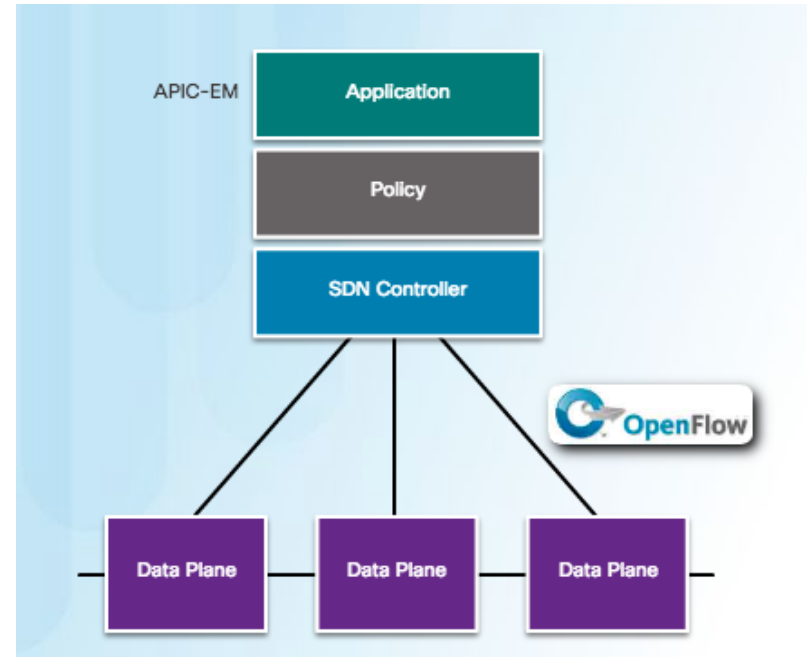 APIC-EM
Application
Policy
SDN Controller
OpenFlow
Data Plane
Data Plane
Data Plane